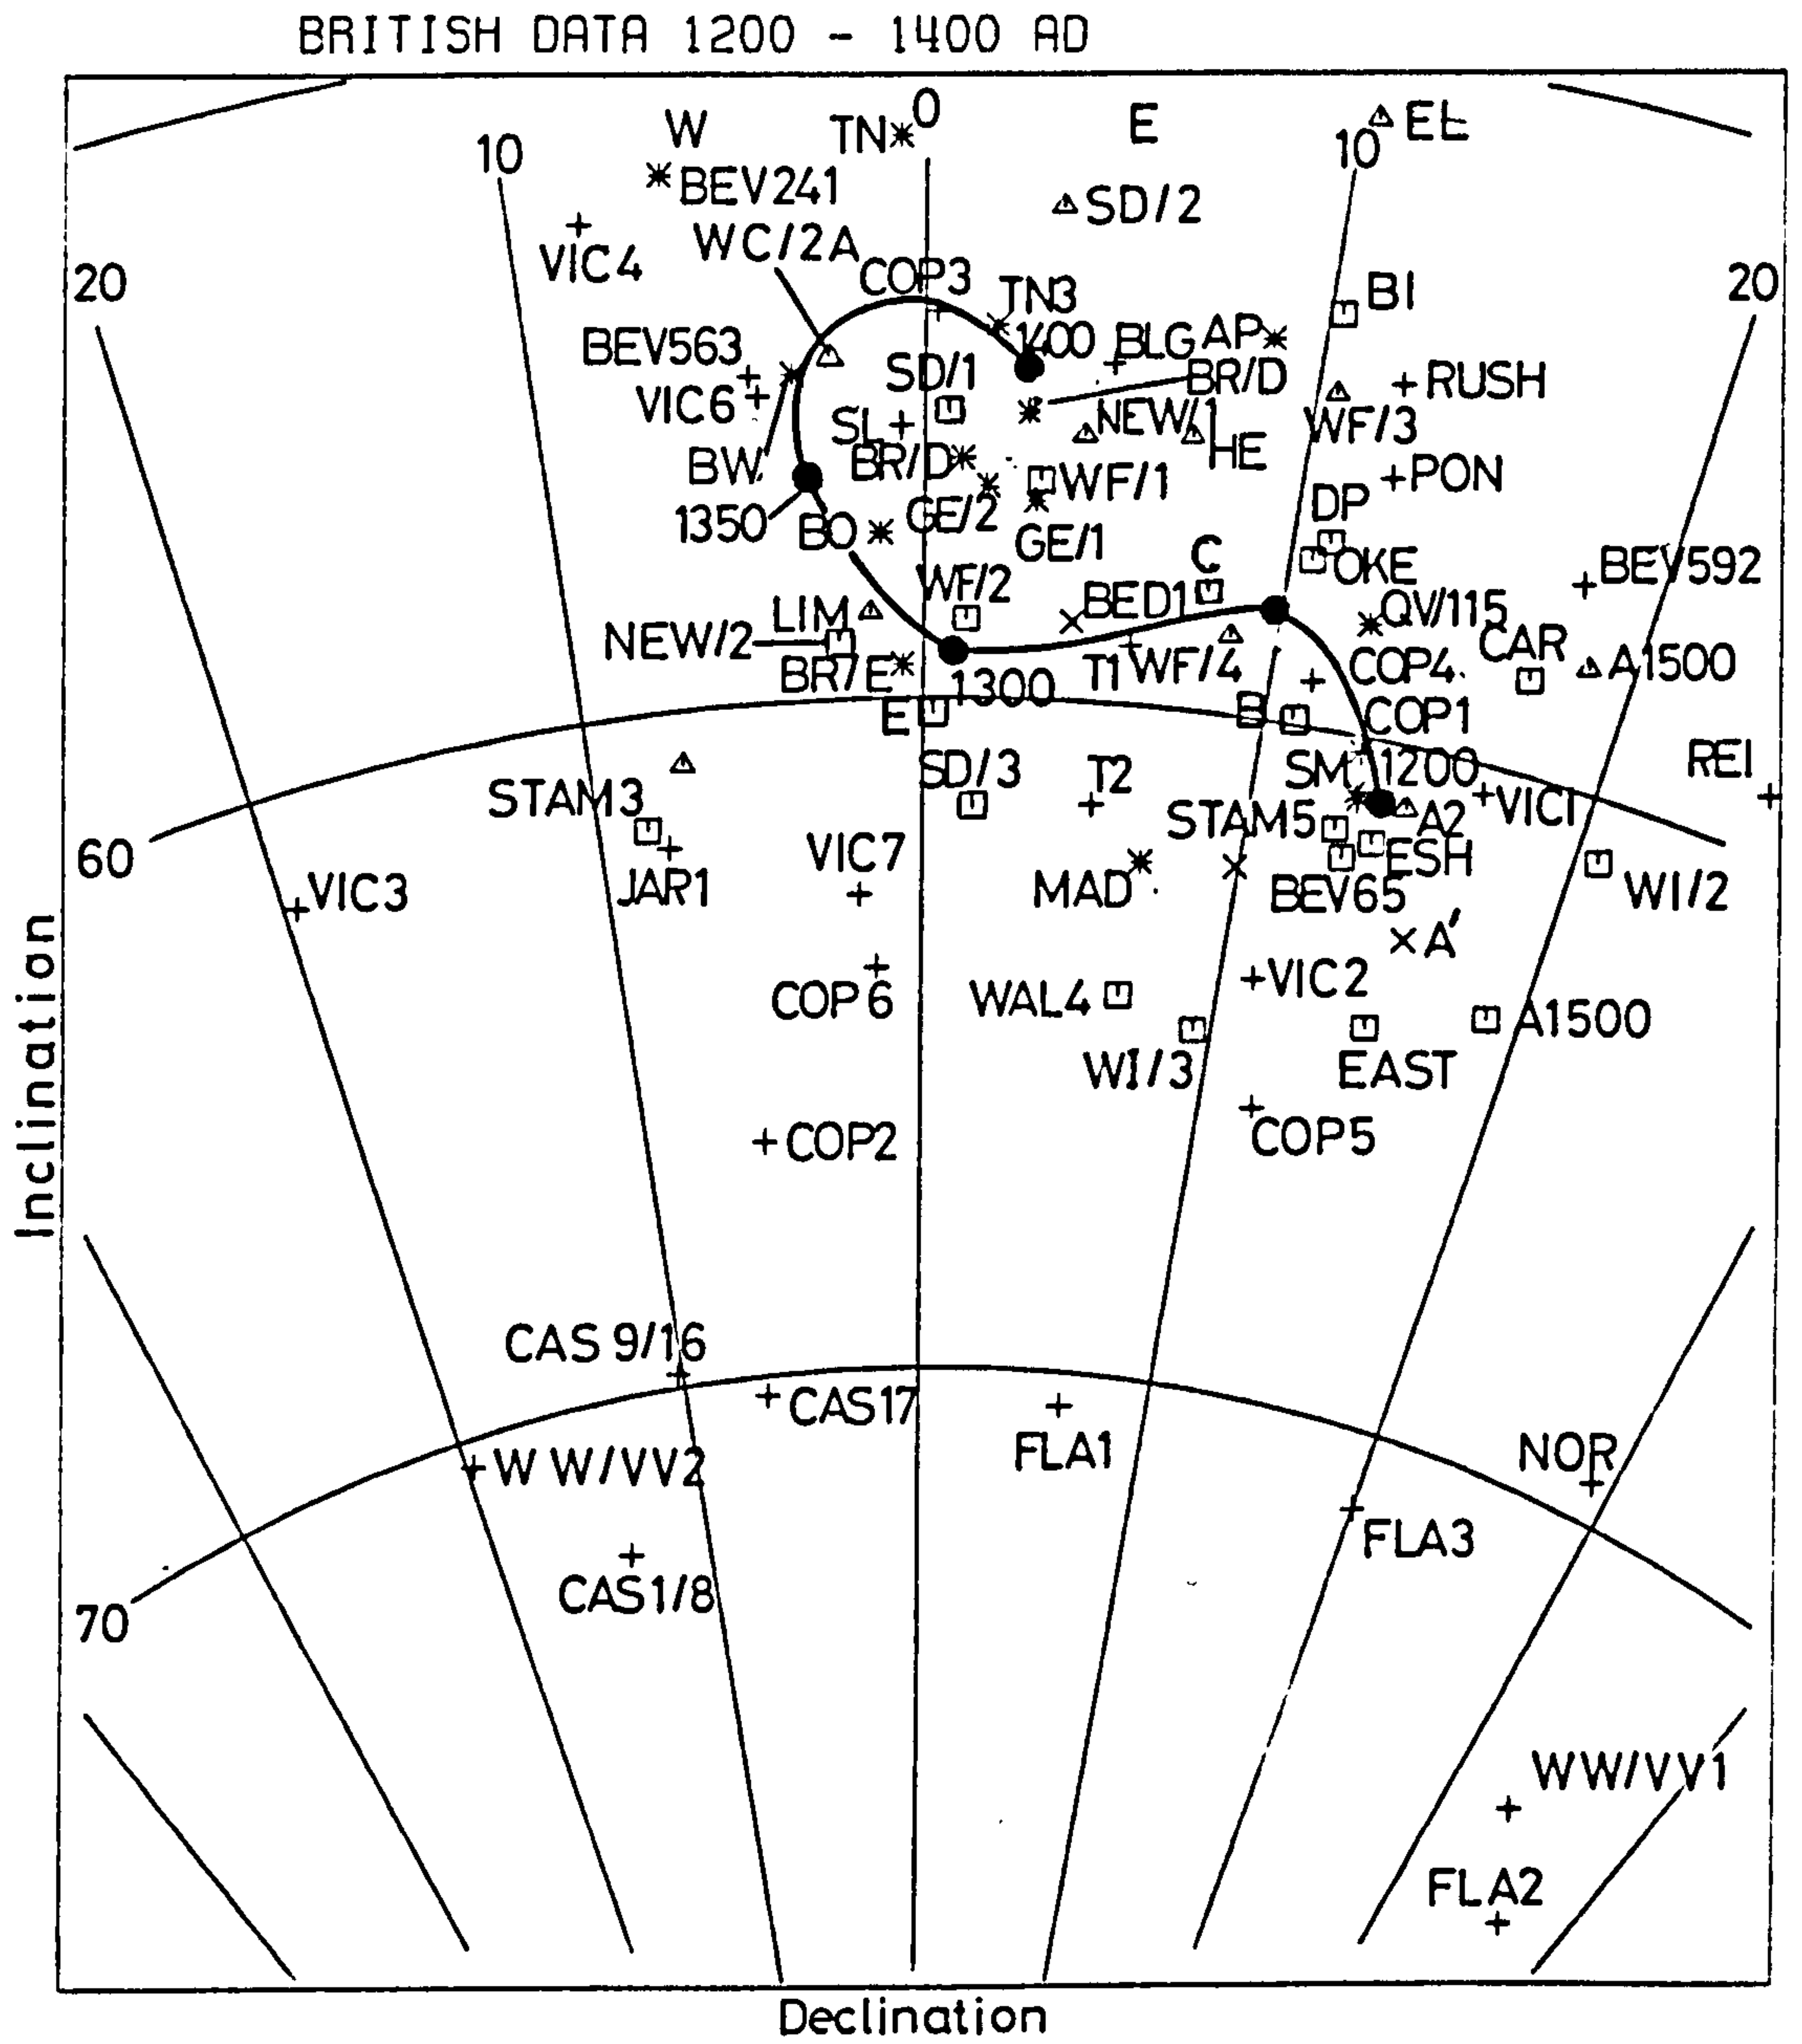 BRITISH DATA 1200 - 1400 AD
W TN 0 E EL
10 10
BEV241 SD/2
VIC4 WC/2A COP3
20 TN3 BI 20
BEV563 1400 BLG AP
SD/1 BR/D RUSH
VIC6 SL NEW/1 WF/3
BW BR/D HE
WF/1 PON
1350 BO GE/2 GE/1 DP
C OKE BEV592
WF/2 BED1
LIM QV/115
NEW/2 CAR
BR/E 1300 T1 WF/4 COP4 A1500
E B COP1
SD/3 T2 SM 1200 REI
STAM3 STAM5 A2 VIC1
60 VIC7 ESH
VIC3 JAR1 MAD BEV65 WI/2
A'
COP6 WAL4 VIC2
A1500
WI/3 EAST
Inclination
COP2 COP5
CAS 9/16
CAS17
FLA1 NOR
WW/VV2
FLA3
CAS1/8
70
WW/VV1
FLA2
Declination